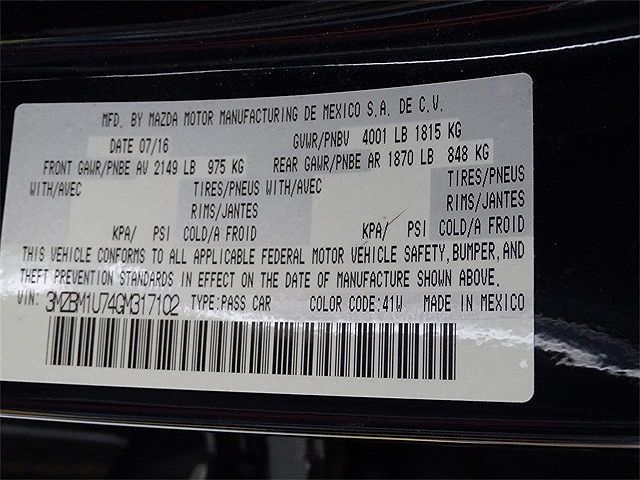 MFD. BY MAZDA MOTOR MANUFACTURING DE MEXICO S.A. DE C.V.
DATE 07/16 GVWR/PNBV 4001 LB 1815 KG
FRONT GAWR/PNBE AV 2149 LB 975 KG REAR GAWR/PNBE AR 1870 LB 848 KG
WITH/AVEC TIRES/PNEUS WITH/AVEC TIRES/PNEUS
RIMS/JANTES RIMS/JANTES
KPA/ PSI COLD/A FROID KPA/ PSI COLD/A FROID
THIS VEHICLE CONFORMS TO ALL APPLICABLE FEDERAL MOTOR VEHICLE SAFETY, BUMPER, AND
THEFT PREVENTION STANDARDS IN EFFECT ON THE DATE OF MANUFACTURE SHOWN ABOVE.
VIN: 3MZBM1U74GM317102 TYPE:PASS CAR COLOR CODE:41W MADE IN MEXICO